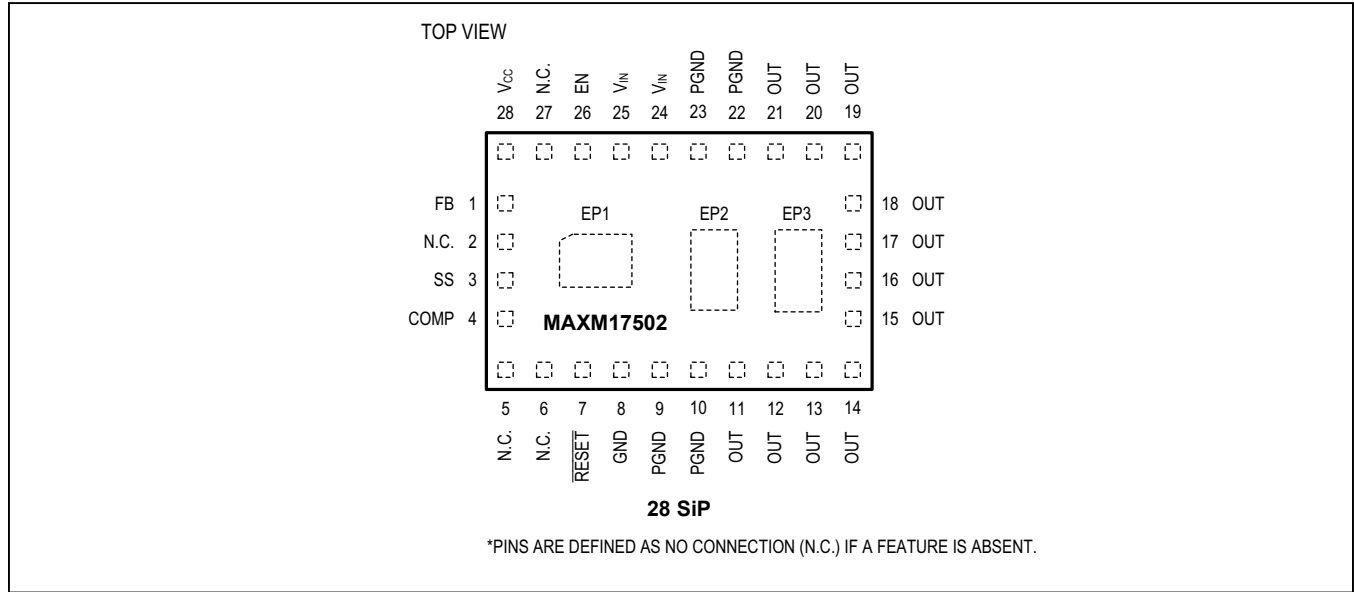 TOP VIEW
VCC N.C. EN VIN VIN PGND PGND OUT OUT OUT
28 27 26 25 24 23 22 21 20 19
FB 1
N.C. 2
SS 3
COMP 4
EP1 EP2 EP3
18 OUT
17 OUT
16 OUT
15 OUT
MAXM17502
5 6 7 8 9 10 11 12 13 14
N.C. N.C. RESET GND PGND PGND OUT OUT OUT OUT
28 SiP
*PINS ARE DEFINED AS NO CONNECTION (N.C.) IF A FEATURE IS ABSENT.